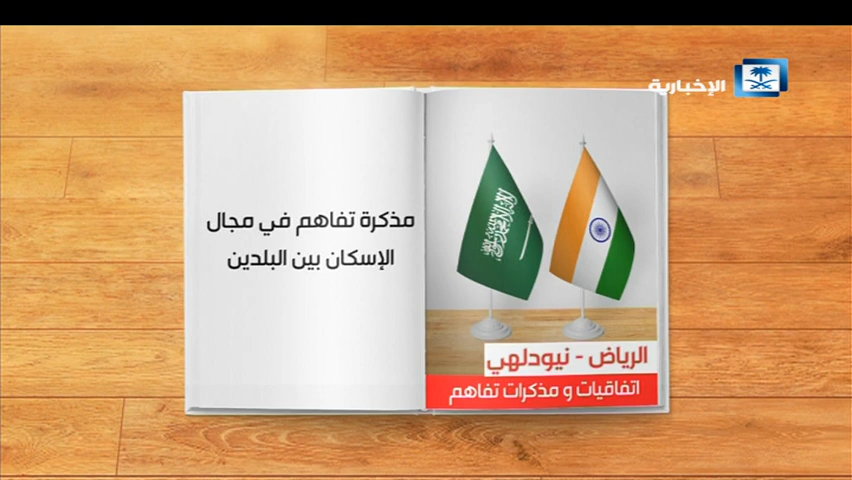 الإخبارية
مذكرة تفاهم في مجال
الإسكان بين البلدين
الرياض - نيودلهي
اتفاقيات و مذكرات تفاهم